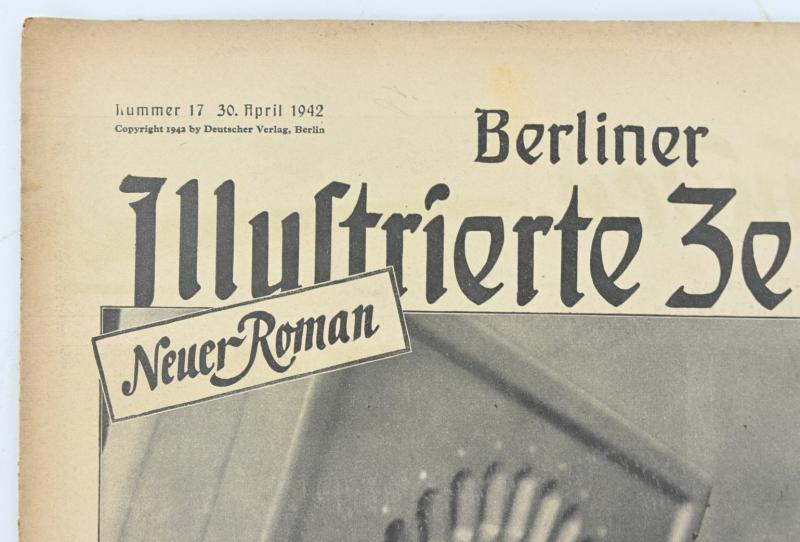 Nummer 17 30. April 1942
Copyright 1942 by Deutscher Verlag, Berlin
Berliner
Illuſtrierte Ze
Neuer Roman